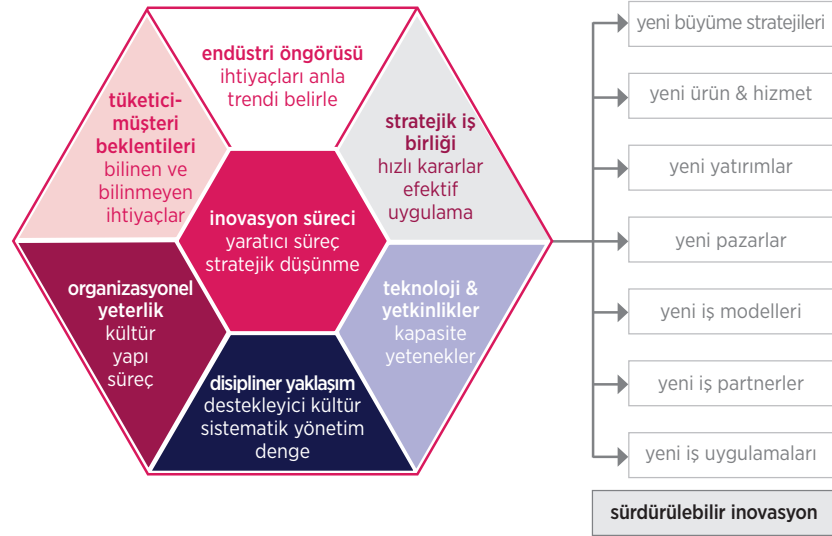 endüstri öngörüsü
ihtiyaçları anla
trendi belirle
tüketici-
müşteri
beklentileri
bilinen ve
bilinmeyen
ihtiyaçlar
stratejik iş
birliği
hızlı kararlar
efektif
uygulama
inovasyon süreci
yaratıcı süreç
stratejik düşünme
organizasyonel
yeterlik
kültür
yapı
süreç
teknoloji &
yetkinlikler
kapasite
yetenekler
disipliner yaklaşım
destekleyici kültür
sistematik yönetim
denge
yeni büyüme stratejileri
yeni ürün & hizmet
yeni yatırımlar
yeni pazarlar
yeni iş modelleri
yeni iş partnerler
yeni iş uygulamaları
sürdürülebilir inovasyon